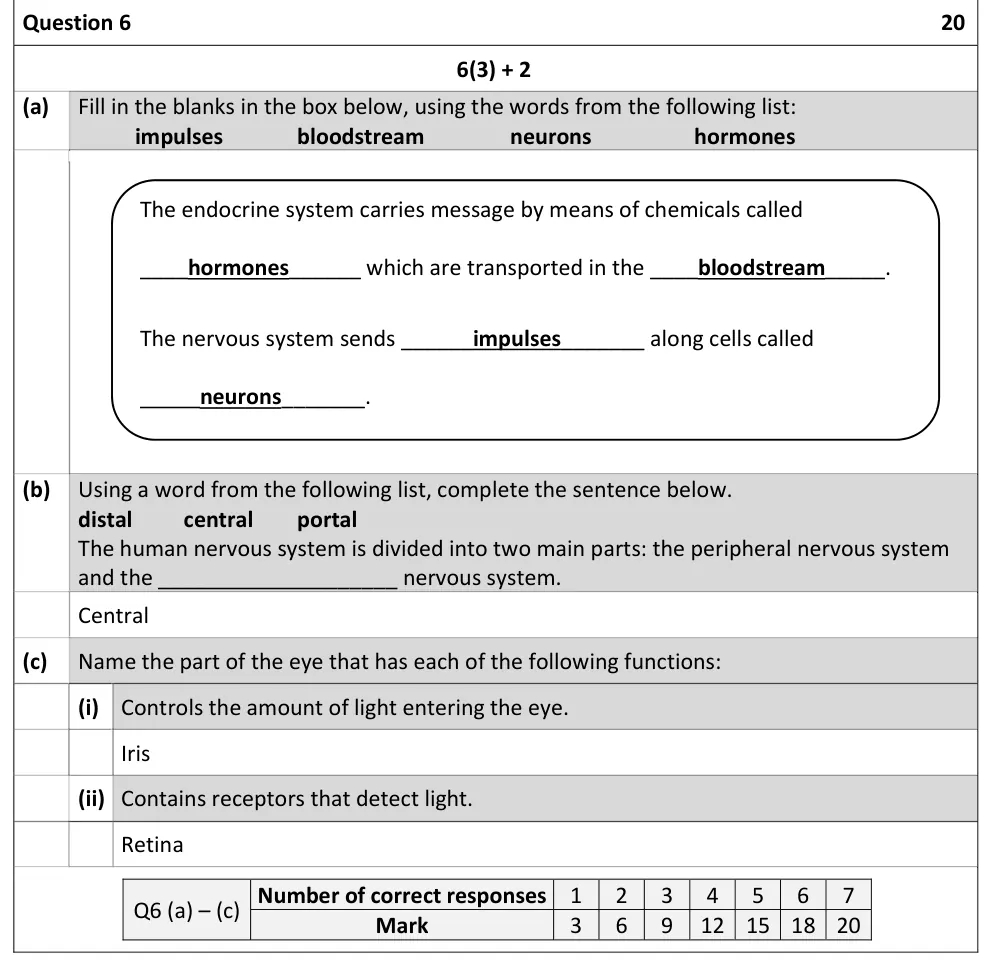 Question 6 20
6(3) + 2
(a) Fill in the blanks in the box below, using the words from the following list:
impulses bloodstream neurons hormones
The endocrine system carries message by means of chemicals called
____hormones______ which are transported in the ____bloodstream_____.
The nervous system sends ______impulses_______ along cells called
_____neurons_______.
(b) Using a word from the following list, complete the sentence below.
distal central portal
The human nervous system is divided into two main parts: the peripheral nervous system
and the ____________________ nervous system.
Central
(c) Name the part of the eye that has each of the following functions:
(i) Controls the amount of light entering the eye.
Iris
(ii) Contains receptors that detect light.
Retina
Q6 (a) – (c) Number of correct responses 1 2 3 4 5 6 7
Mark 3 6 9 12 15 18 20